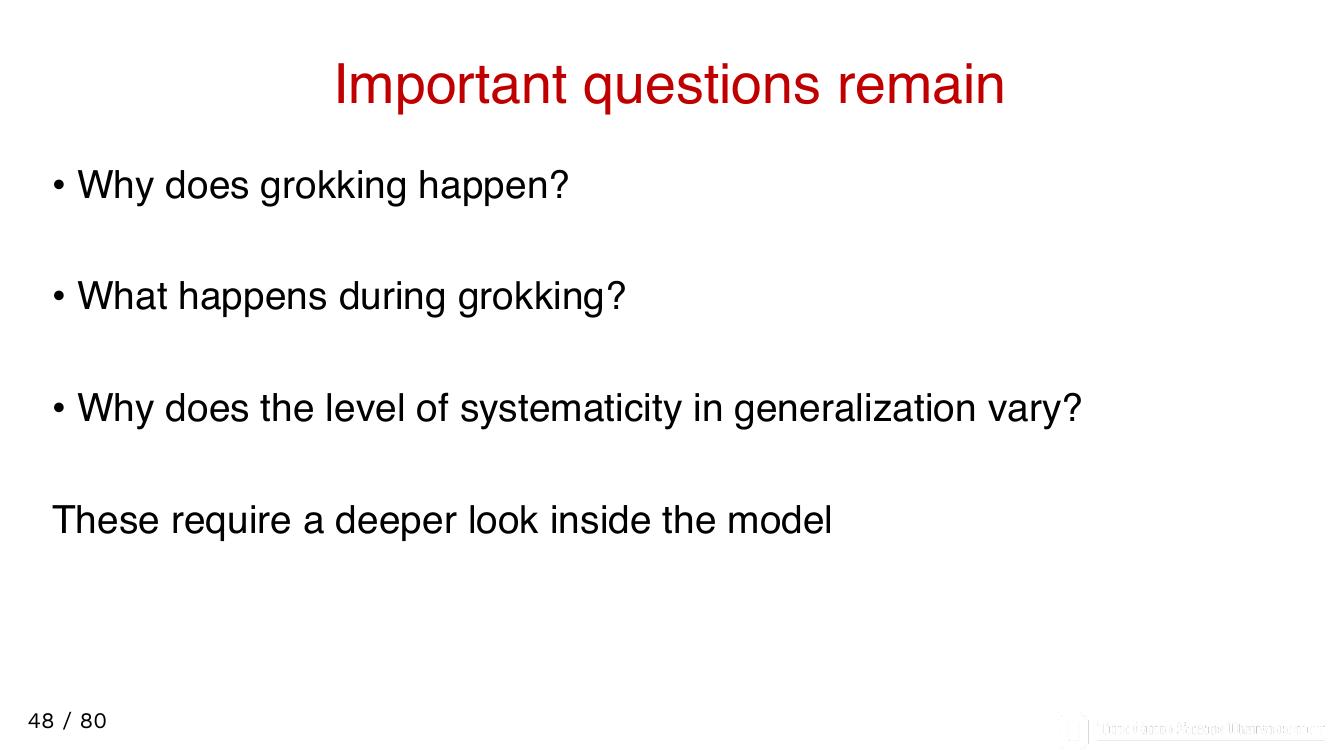 Important questions remain
• Why does grokking happen?
• What happens during grokking?
• Why does the level of systematicity in generalization vary?
These require a deeper look inside the model
48 / 80